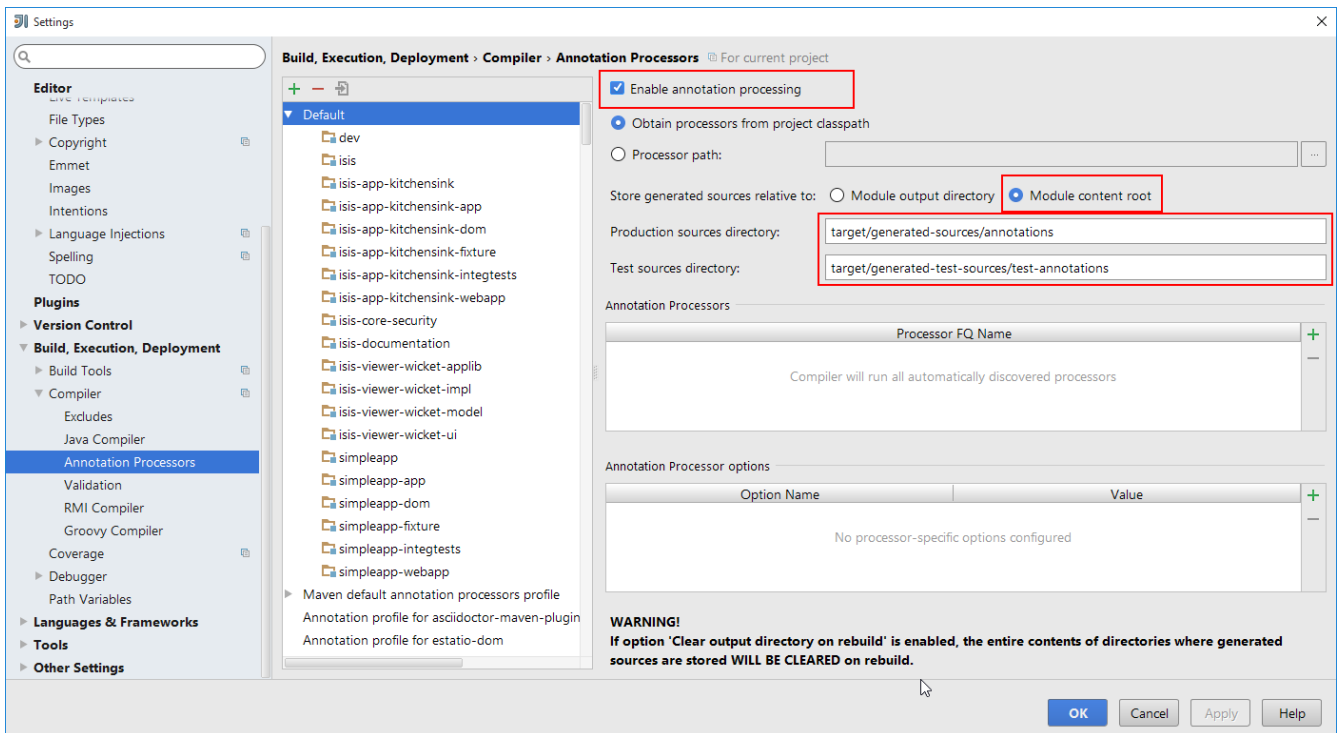 Settings
Editor
Live Templates
File Types
Copyright
Emmet
Images
Intentions
Language Injections
Spelling
TODO
Plugins
Version Control
Build, Execution, Deployment
Build Tools
Compiler
Excludes
Java Compiler
Annotation Processors
Validation
RMI Compiler
Groovy Compiler
Coverage
Debugger
Path Variables
Languages & Frameworks
Tools
Other Settings
Build, Execution, Deployment › Compiler › Annotation Processors For current project
Default
dev
isis
isis-app-kitchensink
isis-app-kitchensink-app
isis-app-kitchensink-dom
isis-app-kitchensink-fixture
isis-app-kitchensink-integtests
isis-app-kitchensink-webapp
isis-core-security
isis-documentation
isis-viewer-wicket-applib
isis-viewer-wicket-impl
isis-viewer-wicket-model
isis-viewer-wicket-ui
simpleapp
simpleapp-app
simpleapp-dom
simpleapp-fixture
simpleapp-integtests
simpleapp-webapp
Maven default annotation processors profile
Annotation profile for asciidoctor-maven-plugin
Annotation profile for estatio-dom
Enable annotation processing
Obtain processors from project classpath
Processor path: ...
Store generated sources relative to: Module output directory Module content root
Production sources directory: target/generated-sources/annotations
Test sources directory: target/generated-test-sources/test-annotations
Annotation Processors
Processor FQ Name
Compiler will run all automatically discovered processors
Annotation Processor options
Option Name Value
No processor-specific options configured
WARNING!
If option 'Clear output directory on rebuild' is enabled, the entire contents of directories where generated
sources are stored WILL BE CLEARED on rebuild.
OK Cancel Apply Help